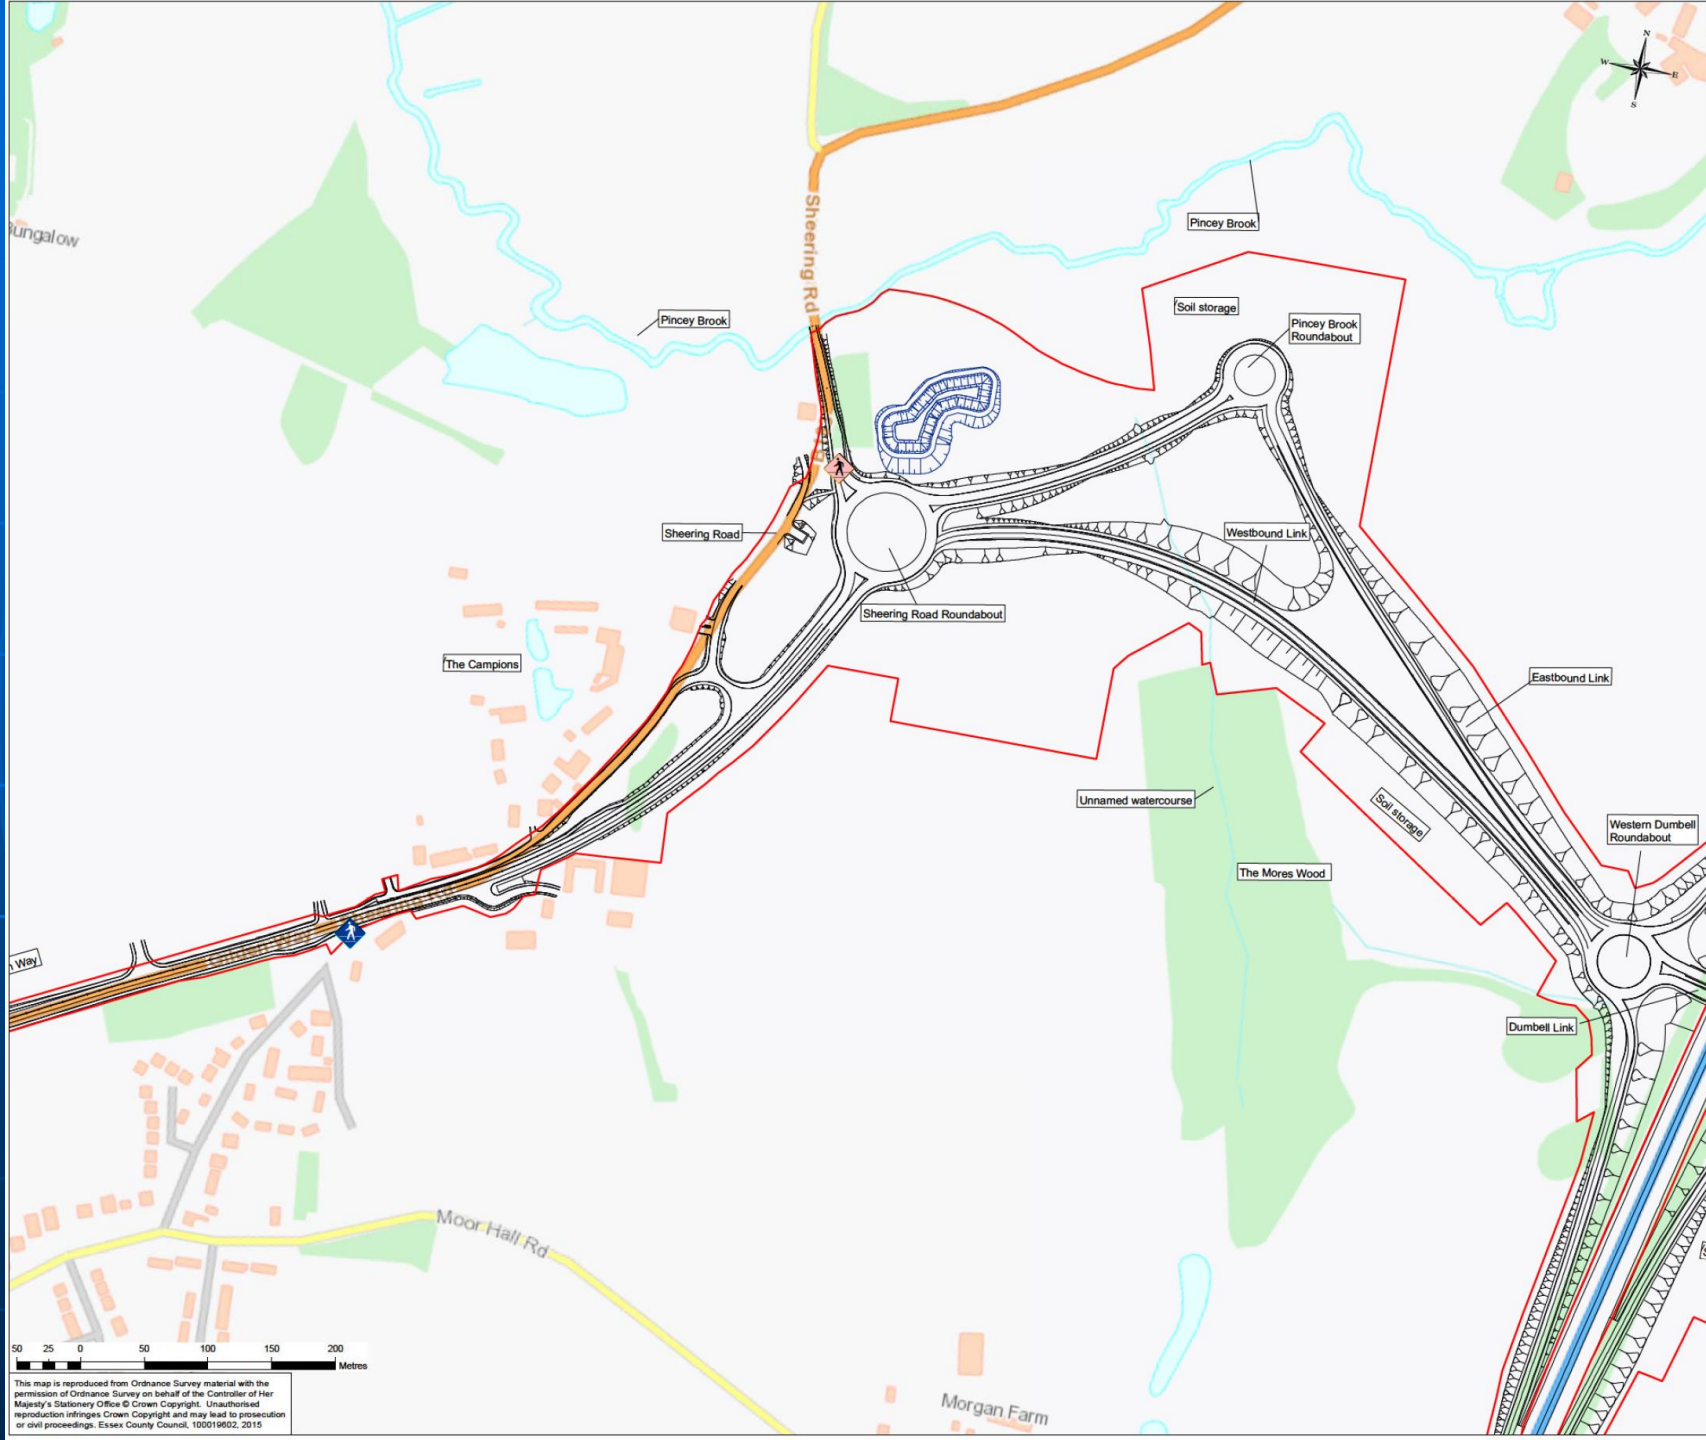 N
W
E
S
Bungalow
Sheering Rd
Pincey Brook
Soil storage
Pincey Brook
Pincey Brook
Roundabout
Sheering Road
Westbound Link
Sheering Road Roundabout
The Campions
Eastbound Link
Unnamed watercourse
Soil storage
Western Dumbell
Roundabout
The Mores Wood
Way
Dumbell Link
Moor Hall Rd
Morgan Farm
50 25 0 50 100 150 200
Metres
This map is reproduced from Ordnance Survey material with the
permission of Ordnance Survey on behalf of the Controller of Her
Majesty's Stationery Office © Crown Copyright. Unauthorised
reproduction infringes Crown Copyright and may lead to prosecution
or civil proceedings. Essex County Council, 100019602, 2015